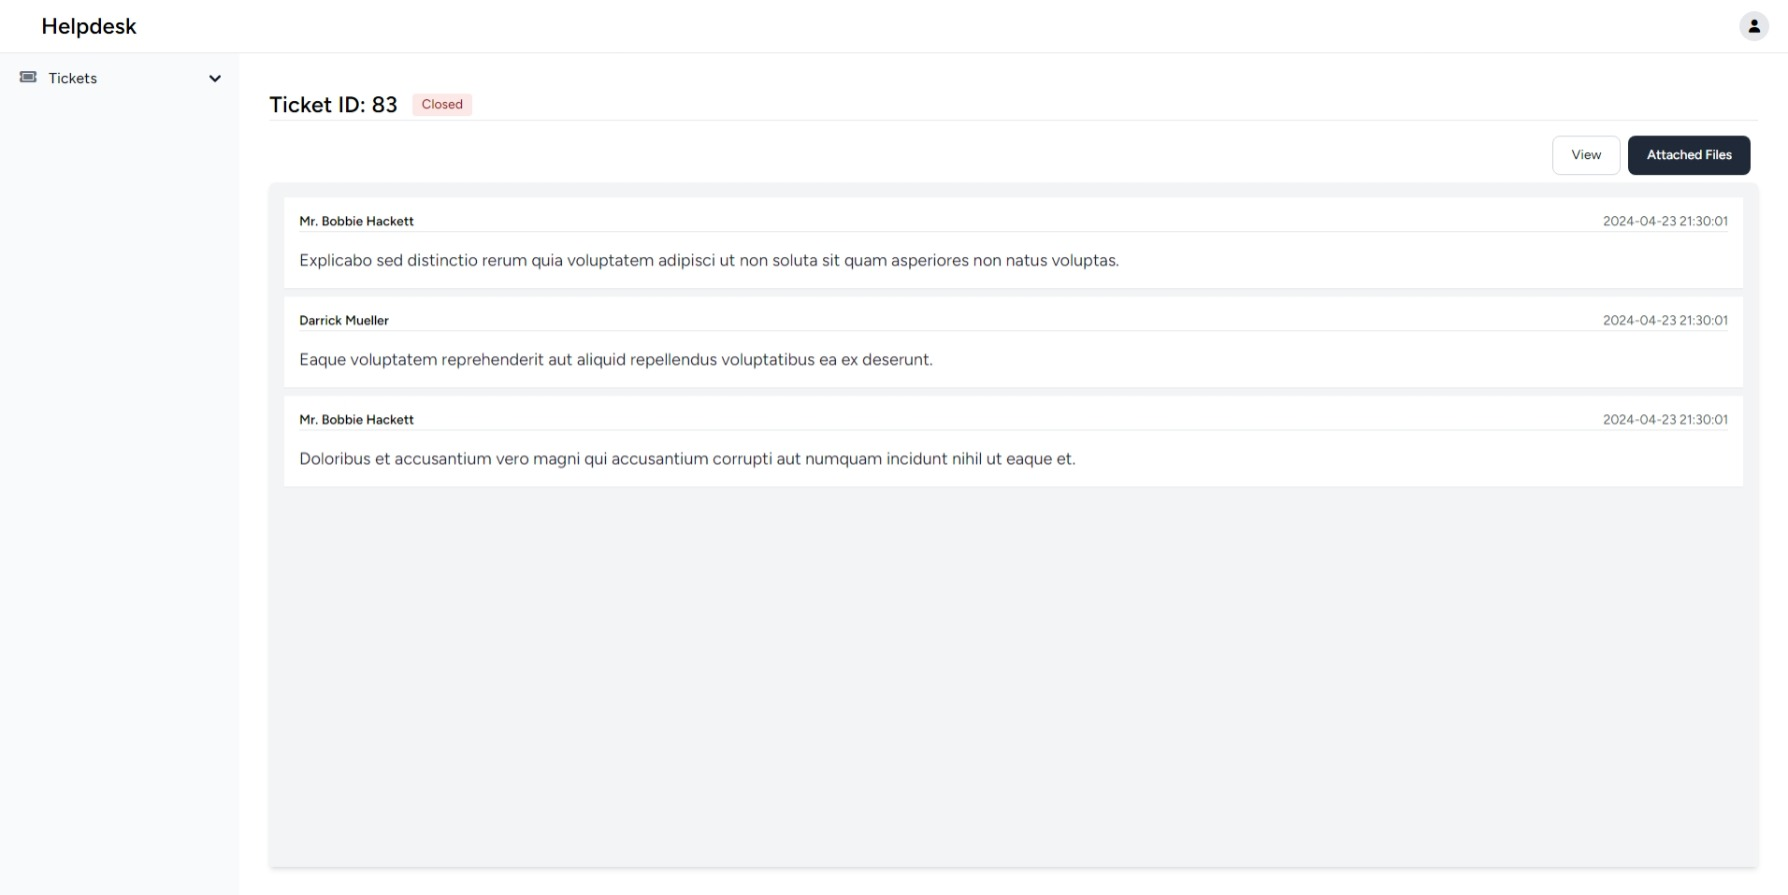 Helpdesk
Tickets
Ticket ID: 83 Closed
View Attached Files
Mr. Bobbie Hackett 2024-04-23 21:30:01
Explicabo sed distinctio rerum quia voluptatem adipisci ut non soluta sit quam asperiores non natus voluptas.
Darrick Mueller 2024-04-23 21:30:01
Eaque voluptatem reprehenderit aut aliquid repellendus voluptatibus ea ex deserunt.
Mr. Bobbie Hackett 2024-04-23 21:30:01
Doloribus et accusantium vero magni qui accusantium corrupti aut numquam incidunt nihil ut eaque et.